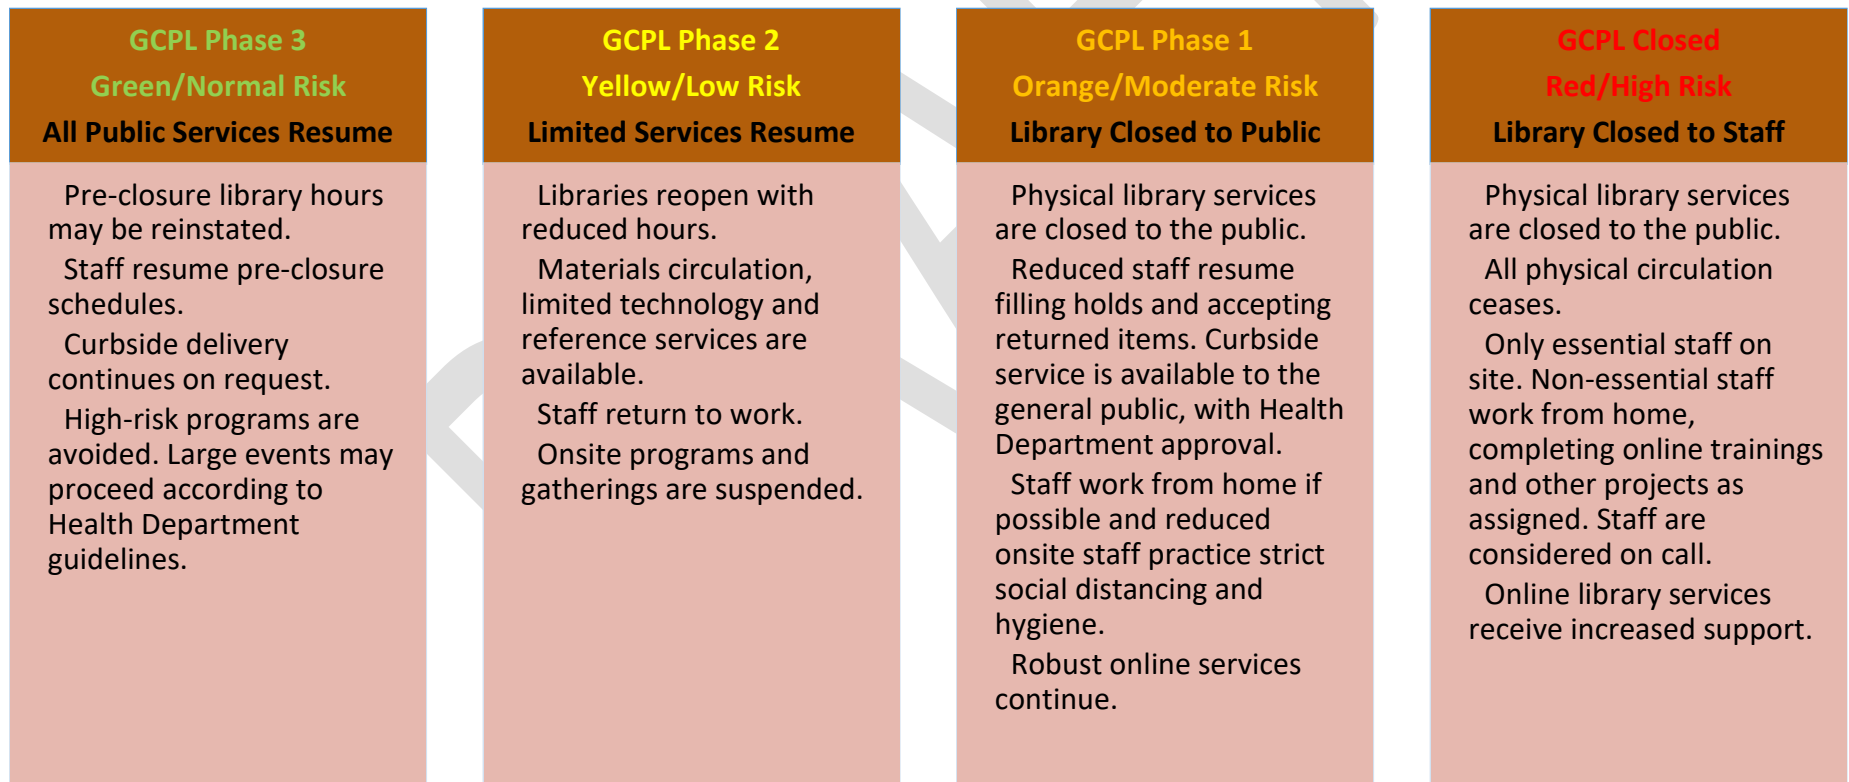 GCPL Phase 3
Green/Normal Risk
All Public Services Resume
Pre-closure library hours
may be reinstated.
Staff resume pre-closure
schedules.
Curbside delivery
continues on request.
High-risk programs are
avoided. Large events may
proceed according to
Health Department
guidelines.
GCPL Phase 2
Yellow/Low Risk
Limited Services Resume
Libraries reopen with
reduced hours.
Materials circulation,
limited technology and
reference services are
available.
Staff return to work.
Onsite programs and
gatherings are suspended.
GCPL Phase 1
Orange/Moderate Risk
Library Closed to Public
Physical library services
are closed to the public.
Reduced staff resume
filling holds and accepting
returned items. Curbside
service is available to the
general public, with Health
Department approval.
Staff work from home if
possible and reduced
onsite staff practice strict
social distancing and
hygiene.
Robust online services
continue.
GCPL Closed
Red/High Risk
Library Closed to Staff
Physical library services
are closed to the public.
All physical circulation
ceases.
Only essential staff on
site. Non-essential staff
work from home,
completing online trainings
and other projects as
assigned. Staff are
considered on call.
Online library services
receive increased support.